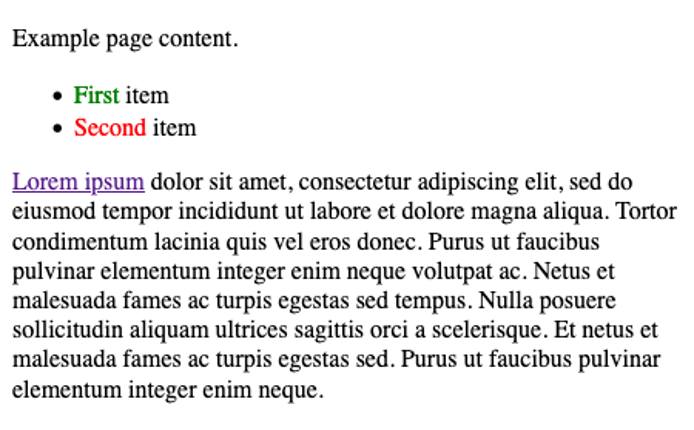 Example page content.
First item
Second item
Lorem ipsum dolor sit amet, consectetur adipiscing elit, sed do
eiusmod tempor incididunt ut labore et dolore magna aliqua. Tortor
condimentum lacinia quis vel eros donec. Purus ut faucibus
pulvinar elementum integer enim neque volutpat ac. Netus et
malesuada fames ac turpis egestas sed tempus. Nulla posuere
sollicitudin aliquam ultrices sagittis orci a scelerisque. Et netus et
malesuada fames ac turpis egestas sed. Purus ut faucibus pulvinar
elementum integer enim neque.